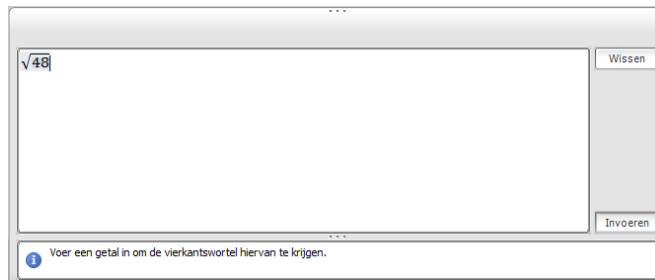 √48
Wissen
Invoeren
Voer een getal in om de vierkantswortel hiervan te krijgen.